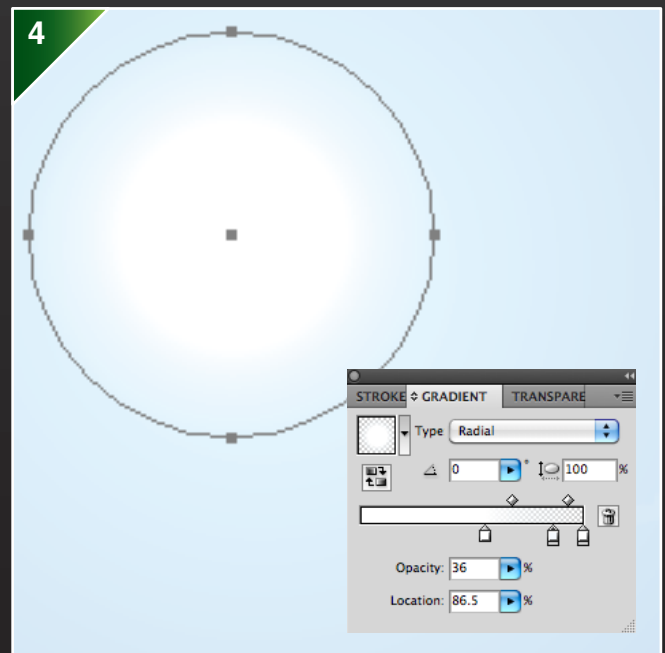 4
STROKE GRADIENT TRANSPARE
Type Radial
0 ° 100 %
Opacity: 36 %
Location: 86.5 %